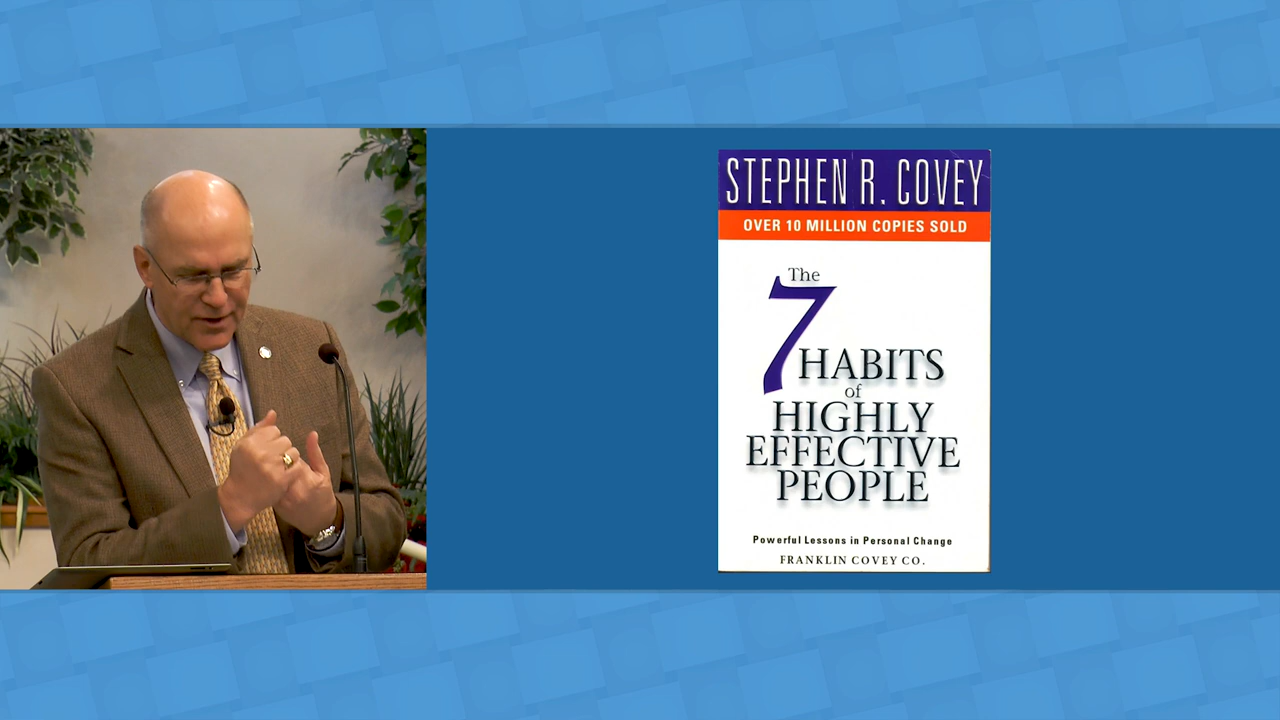 STEPHEN R. COVEY
OVER 10 MILLION COPIES SOLD
The
7 HABITS
of
HIGHLY
EFFECTIVE
PEOPLE
Powerful Lessons in Personal Change
FRANKLIN COVEY CO.